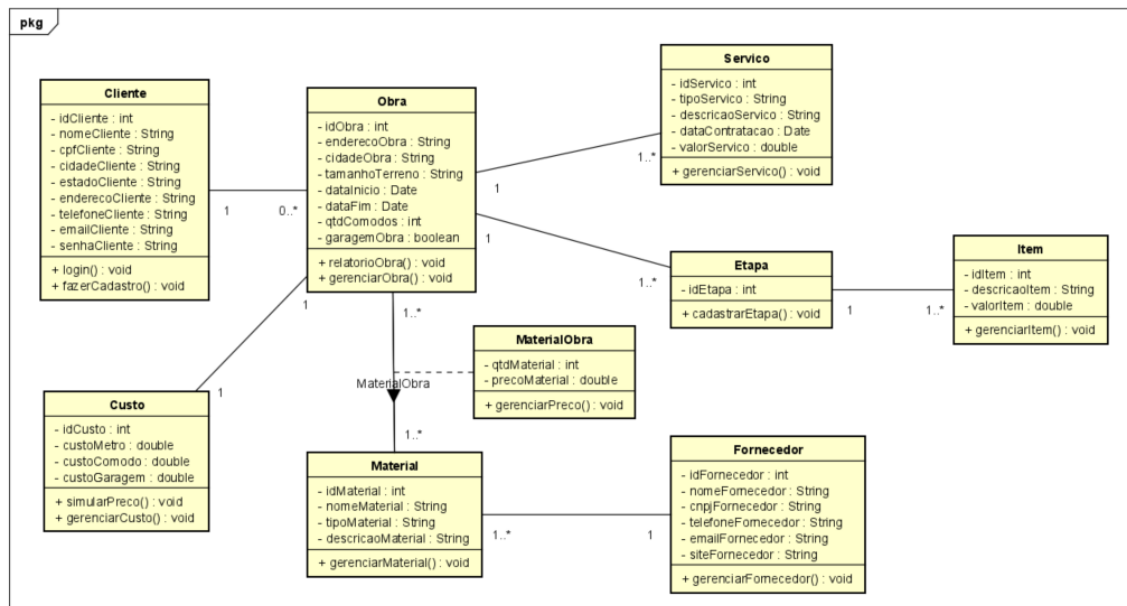 pkg
Cliente
- idCliente : int
- nomeCliente : String
- cpfCliente : String
- cidadeCliente : String
- estadoCliente : String
- enderecoCliente : String
- telefoneCliente : String
- emailCliente : String
- senhaCliente : String
+ login() : void
+ fazerCadastro() : void
1
0..*
Obra
- idObra : int
- enderecoObra : String
- cidadeObra : String
- tamanhoTerreno : String
- dataInicio : Date
- dataFim : Date
- qtdComodos : int
- garagemObra : boolean
+ relatorioObra() : void
+ gerenciarObra() : void
1
1..*
Servico
- idServico : int
- tipoServico : String
- descricaoServico : String
- dataContratacao : Date
- valorServico : double
+ gerenciarServico() : void
1
1..*
Etapa
- idEtapa : int
+ cadastrarEtapa() : void
1
1..*
Item
- idItem : int
- descricaoItem : String
- valorItem : double
+ gerenciarItem() : void
1
1..*
MaterialObra
- qtdMaterial : int
- precoMaterial : double
+ gerenciarPreco() : void
MaterialObra
1..*
1
Custo
- idCusto : int
- custoMetro : double
- custoComodo : double
- custoGaragem : double
+ simularPreco() : void
+ gerenciarCusto() : void
Material
- idMaterial : int
- nomeMaterial : String
- tipoMaterial : String
- descricaoMaterial : String
+ gerenciarMaterial() : void
1..*
1
Fornecedor
- idFornecedor : int
- nomeFornecedor : String
- cnpjFornecedor : String
- telefoneFornecedor : String
- emailFornecedor : String
- siteFornecedor : String
+ gerenciarFornecedor() : void